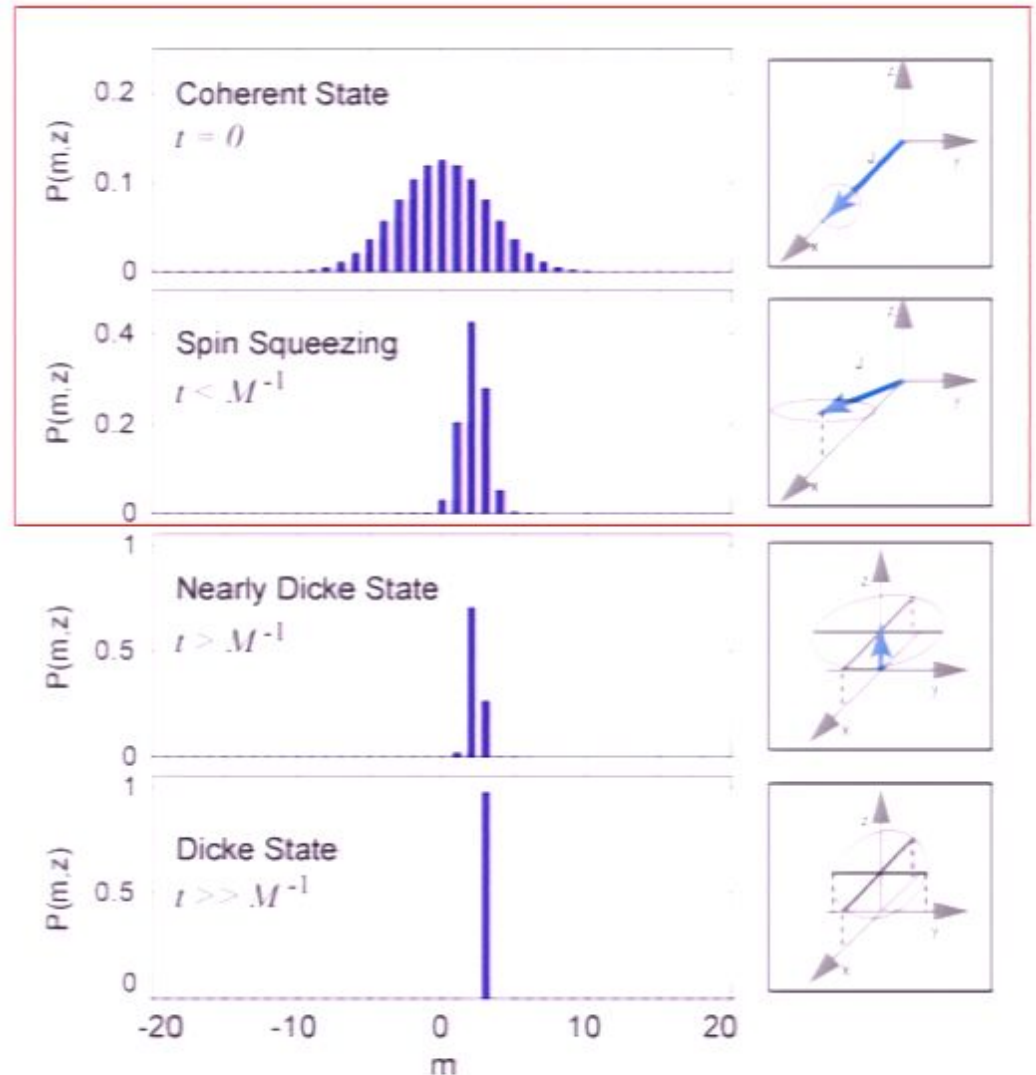 Coherent State
t = 0
P(m,z)
0.2
0.1
0
Z
J
Y
X
Spin Squeezing
t < M⁻¹
P(m,z)
0.4
0.2
0
Z
J
Y
X
Nearly Dicke State
t > M⁻¹
P(m,z)
1
0.5
0
Z
Y
X
Dicke State
t >> M⁻¹
P(m,z)
1
0.5
0
Z
Y
X
-20 -10 0 10 20
m